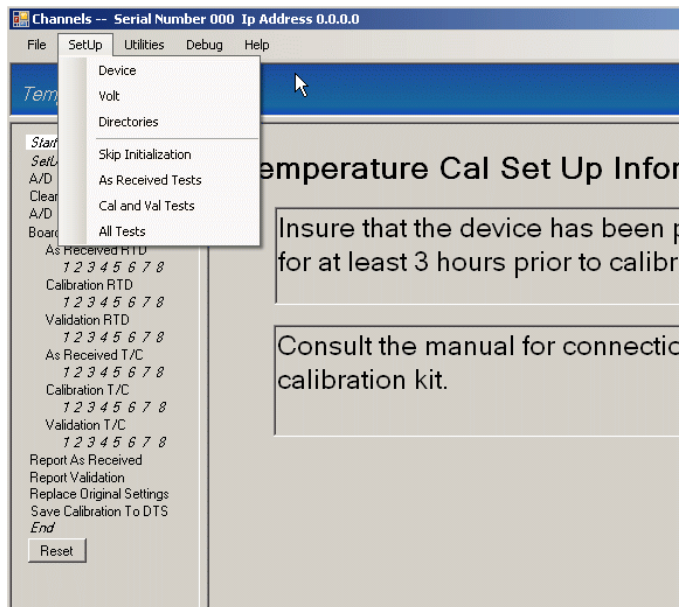 Channels -- Serial Number 000 Ip Address 0.0.0.0
File SetUp Utilities Debug Help
Device
Volt
Directories
Skip Initialization
As Received Tests
Cal and Val Tests
All Tests
A/D
A/D
As Received RTD
1 2 3 4 5 6 7 8
Calibration RTD
1 2 3 4 5 6 7 8
Validation RTD
1 2 3 4 5 6 7 8
As Received T/C
1 2 3 4 5 6 7 8
Calibration T/C
1 2 3 4 5 6 7 8
Validation T/C
1 2 3 4 5 6 7 8
Report As Received
Report Validation
Replace Original Settings
Save Calibration To DTS
End
Reset
emperature Cal Set Up Infor
Insure that the device has been p
for at least 3 hours prior to calibr
Consult the manual for connectio
calibration kit.